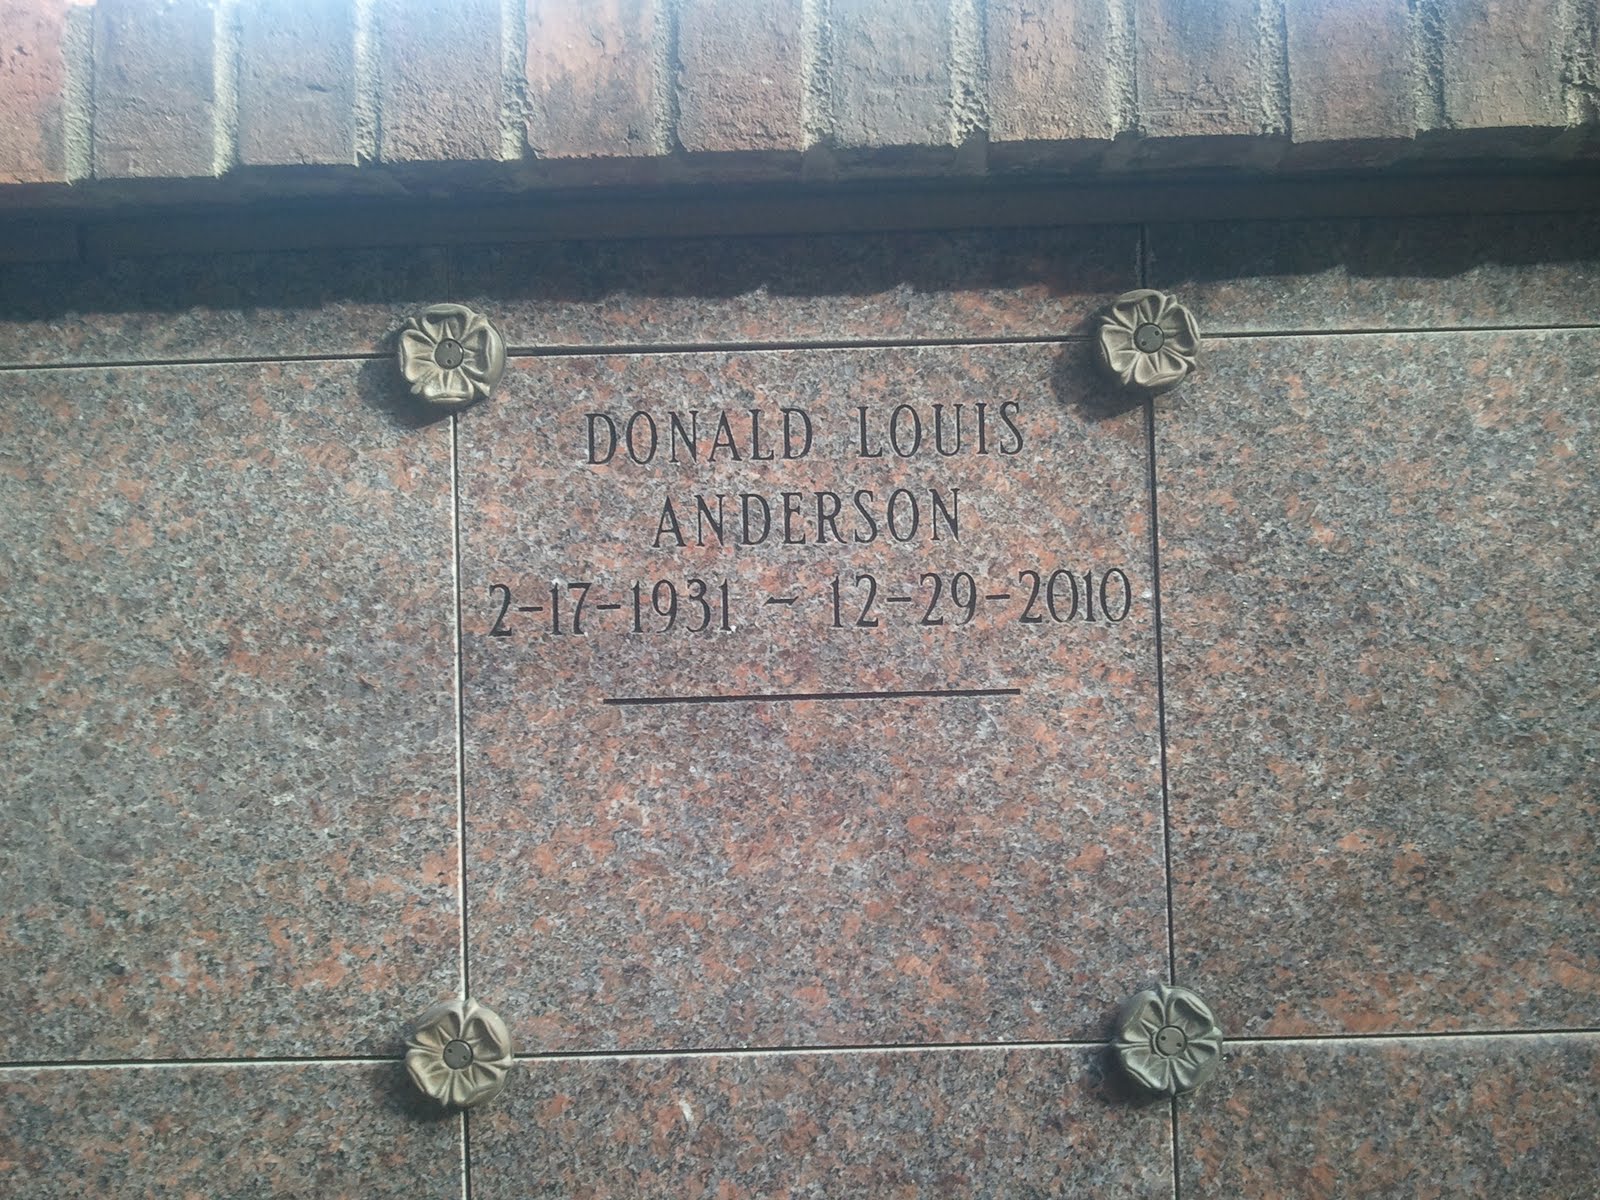 DONALD LOUIS
ANDERSON
2-17-1931 - 12-29-2010